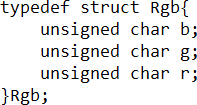 typedef struct Rgb{
    unsigned char b;
    unsigned char g;
    unsigned char r;
}Rgb;